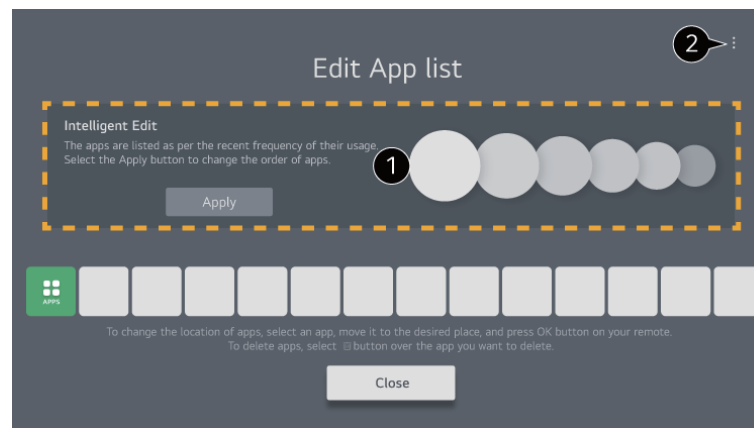 2
Edit App list
Intelligent Edit
The apps are listed as per the recent frequency of their usage.
Select the Apply button to change the order of apps.
1
Apply
APPS
To change the location of apps, select an app, move it to the desired place, and press OK button on your remote.
To delete apps, select button over the app you want to delete.
Close